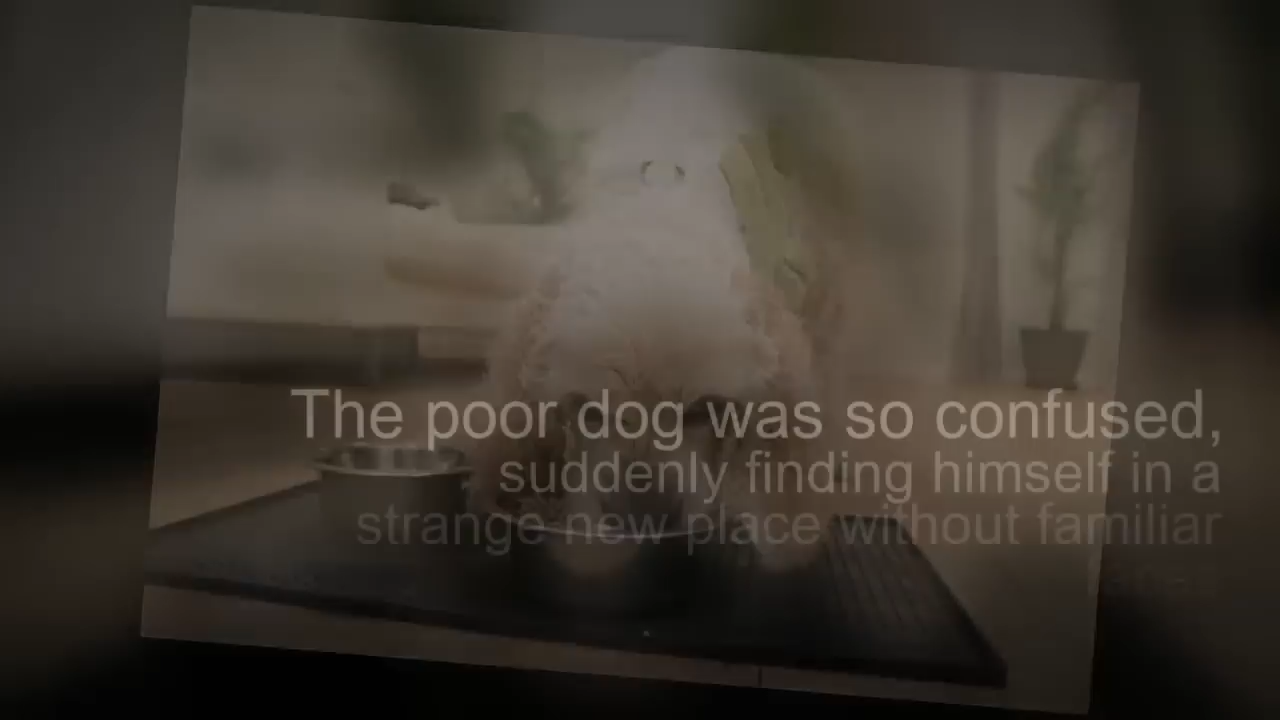 The poor dog was so confused,
suddenly finding himself in a
strange new place without familiar